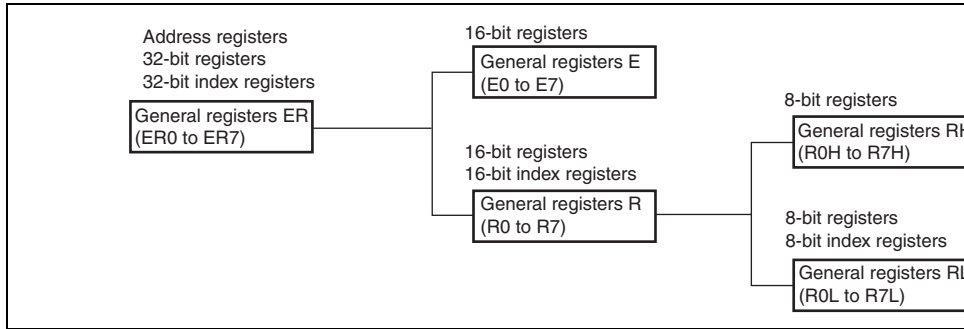 Address registers
32-bit registers
32-bit index registers
General registers ER
(ER0 to ER7)
16-bit registers
General registers E
(E0 to E7)
16-bit registers
16-bit index registers
General registers R
(R0 to R7)
8-bit registers
General registers RH
(R0H to R7H)
8-bit registers
8-bit index registers
General registers RL
(R0L to R7L)